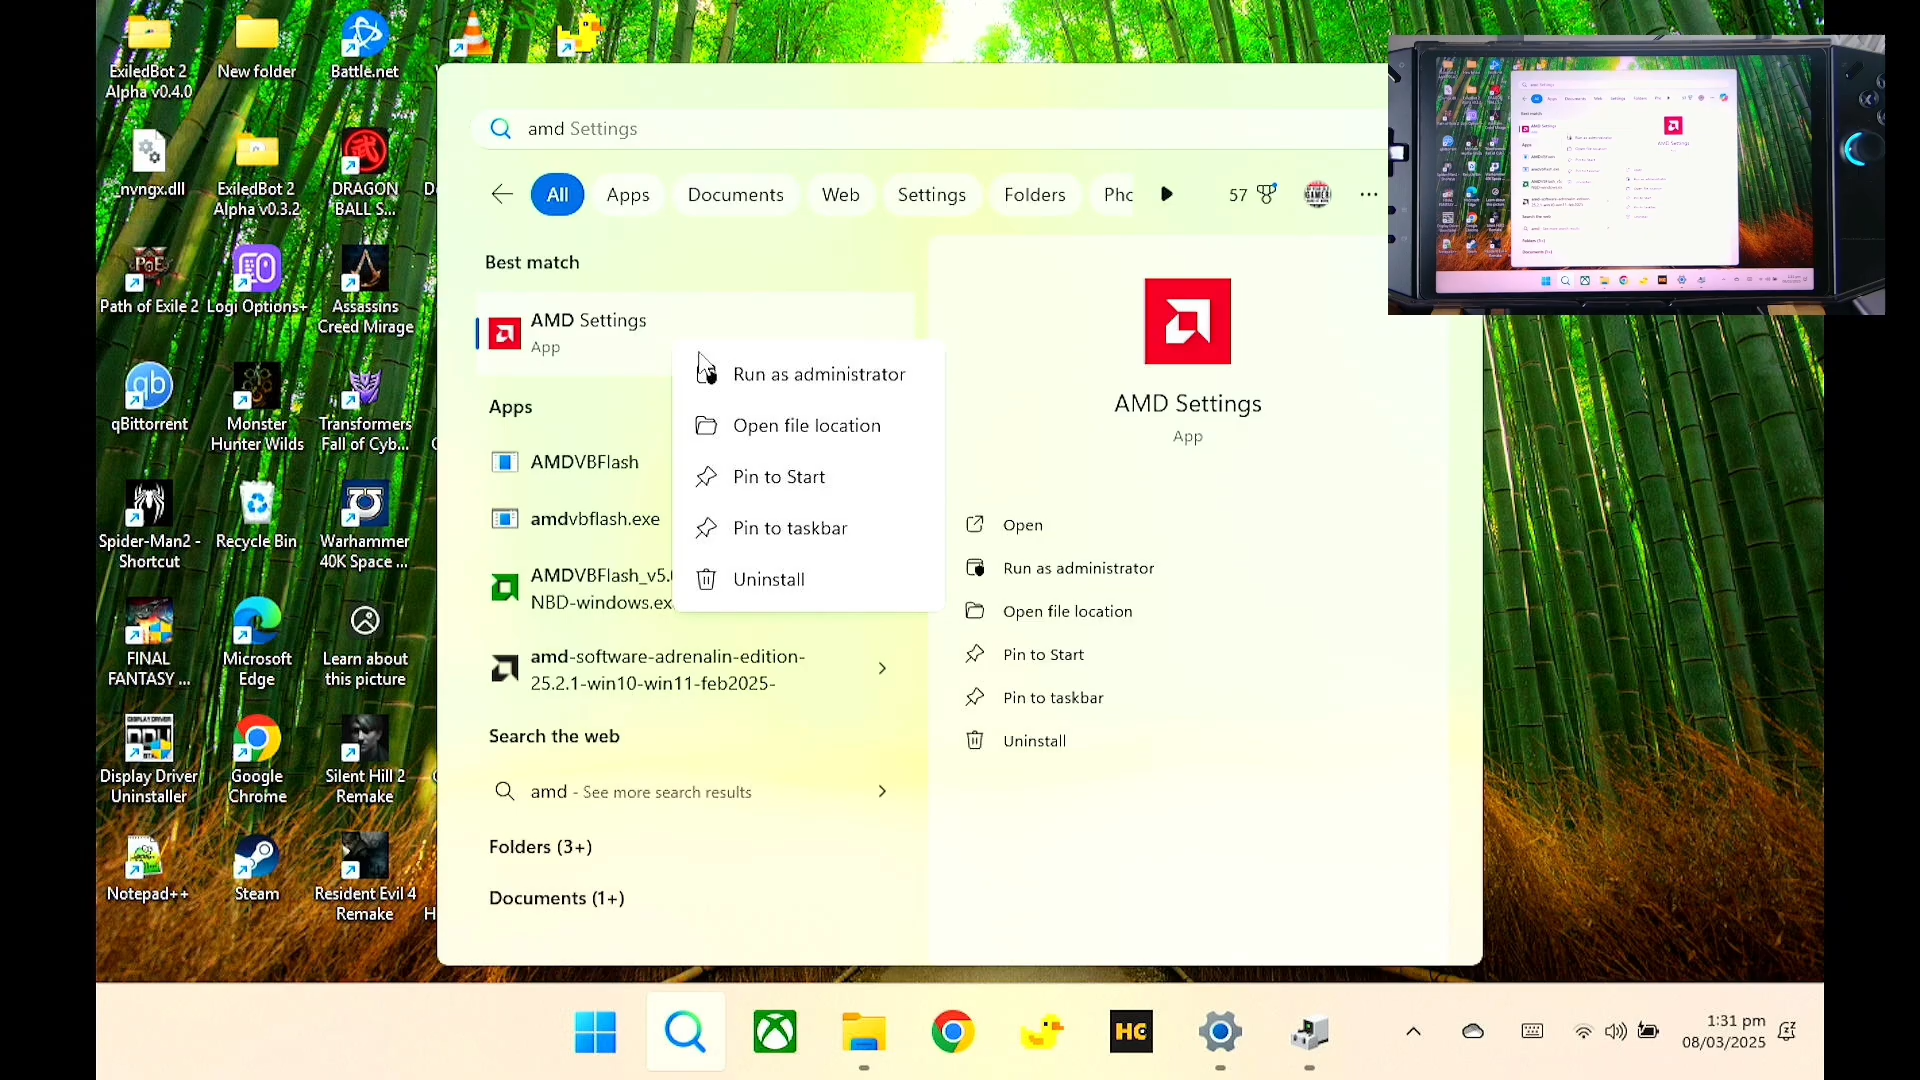 ExiledBot 2
Alpha v0.4.0
New folder
Battle.net
_nvngx.dll
ExiledBot 2
Alpha v0.3.2
DRAGON
BALL S...
Path of Exile 2
Logi Options+
Assassins
Creed Mirage
qBittorrent
Monster
Hunter Wilds
Transformers
Fall of Cyb...
Spider-Man2 -
Shortcut
Recycle Bin
Warhammer
40K Space ...
FINAL
FANTASY ...
Microsoft
Edge
Learn about
this picture
Display Driver
Uninstaller
Google
Chrome
Silent Hill 2
Remake
Notepad++
Steam
Resident Evil 4
Remake
amd Settings
All
Apps
Documents
Web
Settings
Folders
Pho
57
Best match
AMD Settings
App
Apps
AMDVBFlash
amdvbflash.exe
AMDVBFlash_v5.
NBD-windows.ex
amd-software-adrenalin-edition-
25.2.1-win10-win11-feb2025-
Search the web
amd - See more search results
Folders (3+)
Documents (1+)
Run as administrator
Open file location
Pin to Start
Pin to taskbar
Uninstall
AMD Settings
App
Open
Run as administrator
Open file location
Pin to Start
Pin to taskbar
Uninstall
HC
1:31 pm
08/03/2025